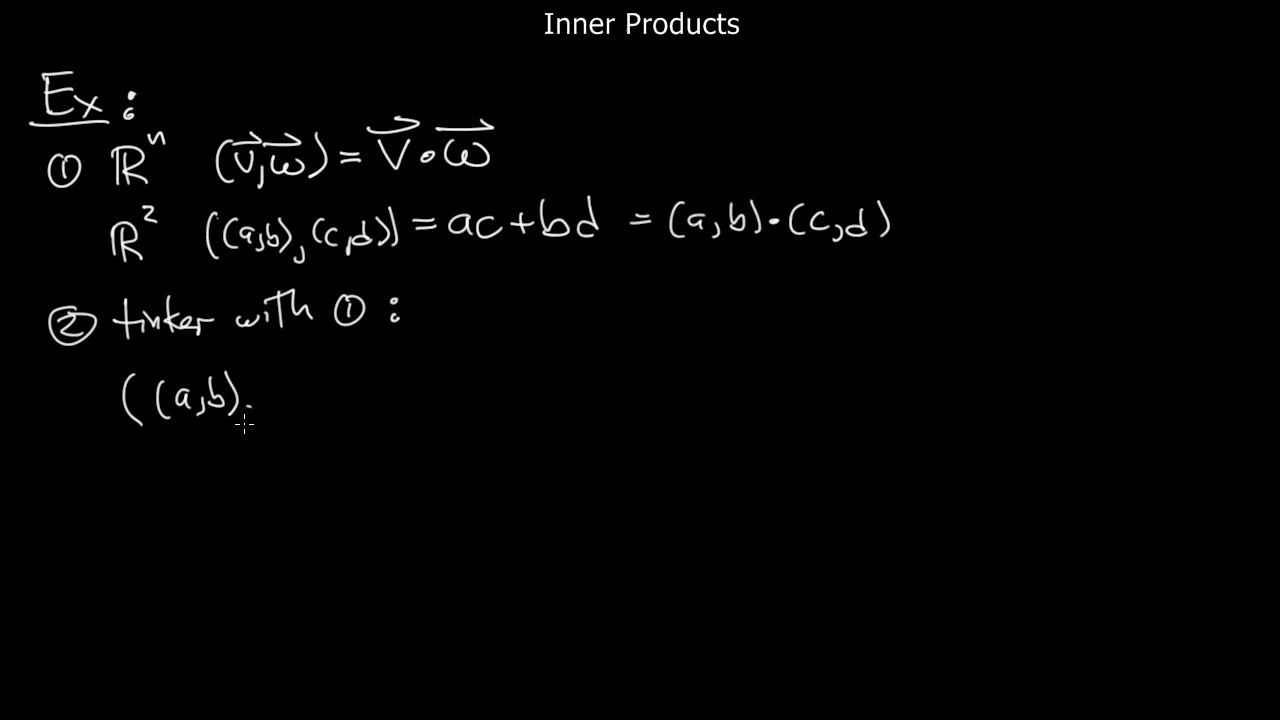 Inner Products
Ex:
① ℝⁿ (v⃗,w⃗) = v⃗ • w⃗
ℝ² ((a,b),(c,d)) = ac+bd = (a,b)•(c,d)
② tinker with ① :
((a,b),